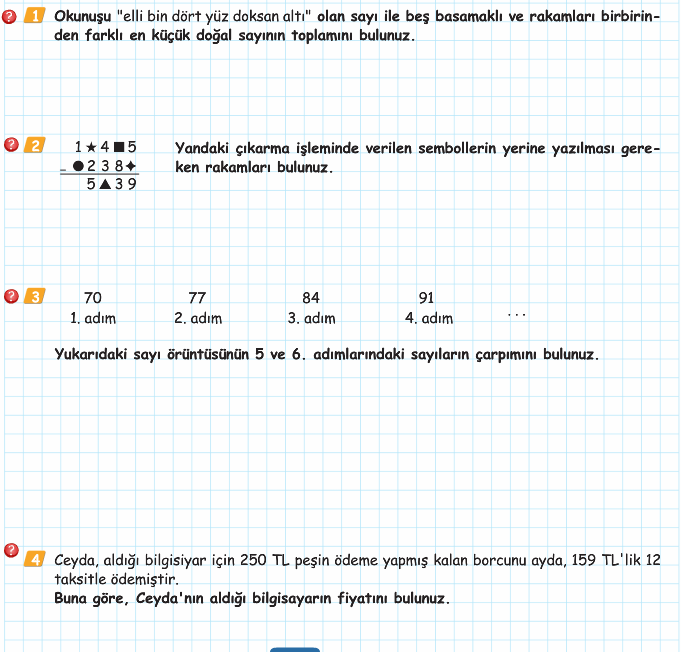 ? 1 Okunuşu "elli bin dört yüz doksan altı" olan sayı ile beş basamaklı ve rakamları birbirin-
den farklı en küçük doğal sayının toplamını bulunuz.
? 2 1★4■5 Yandaki çıkarma işleminde verilen sembollerin yerine yazılması gere-
- ●238✦ ken rakamları bulunuz.
5▲39
? 3 70 77 84 91
1. adım 2. adım 3. adım 4. adım ...
Yukarıdaki sayı örüntüsünün 5 ve 6. adımlarındaki sayıların çarpımını bulunuz.
? 4 Ceyda, aldığı bilgisiyar için 250 TL peşin ödeme yapmış kalan borcunu ayda, 159 TL'lik 12
taksitle ödemiştir.
Buna göre, Ceyda'nın aldığı bilgisayarın fiyatını bulunuz.